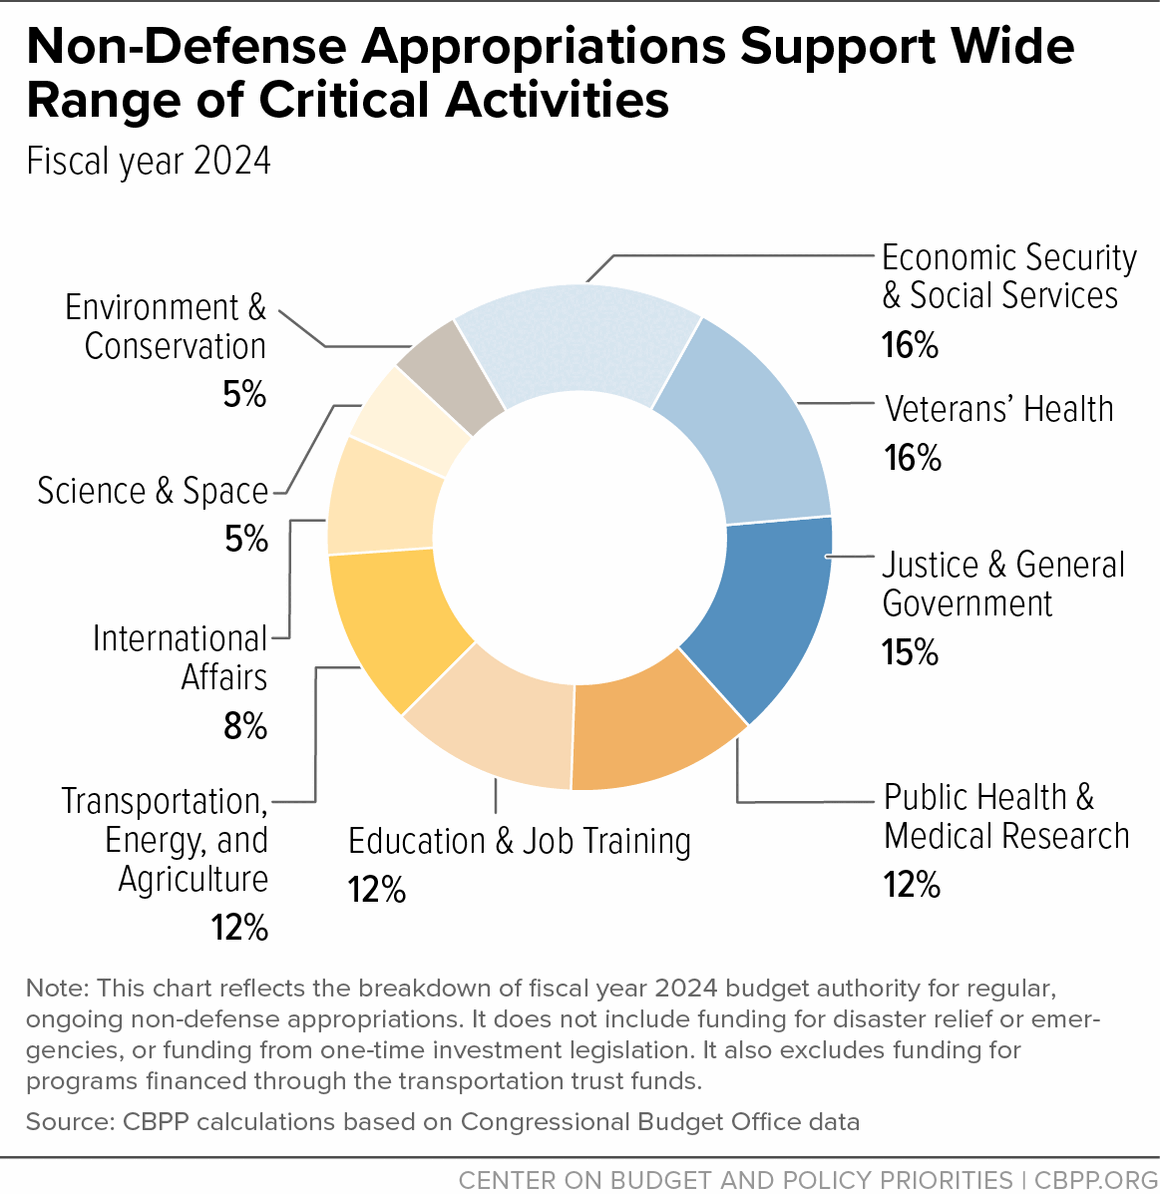 Non-Defense Appropriations Support Wide
Range of Critical Activities
Fiscal year 2024
Economic Security
& Social Services
16%
Veterans’ Health
16%
Justice & General
Government
15%
Public Health &
Medical Research
12%
Education & Job Training
12%
Transportation,
Energy, and
Agriculture
12%
International
Affairs
8%
Science & Space
5%
Environment &
Conservation
5%
Note: This chart reflects the breakdown of fiscal year 2024 budget authority for regular,
ongoing non-defense appropriations. It does not include funding for disaster relief or emer-
gencies, or funding from one-time investment legislation. It also excludes funding for
programs financed through the transportation trust funds.
Source: CBPP calculations based on Congressional Budget Office data
CENTER ON BUDGET AND POLICY PRIORITIES | CBPP.ORG